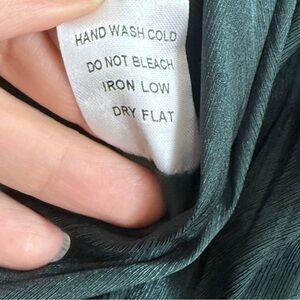 HAND WASH COLD
DO NOT BLEACH
IRON LOW
DRY FLAT